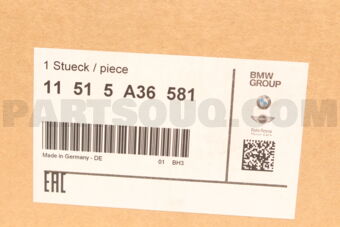 1 Stueck / piece
11 51 5 A36 581
Made in Germany - DE
01 BH3
EAC
BMW
GROUP
PARTSOUQ.COM